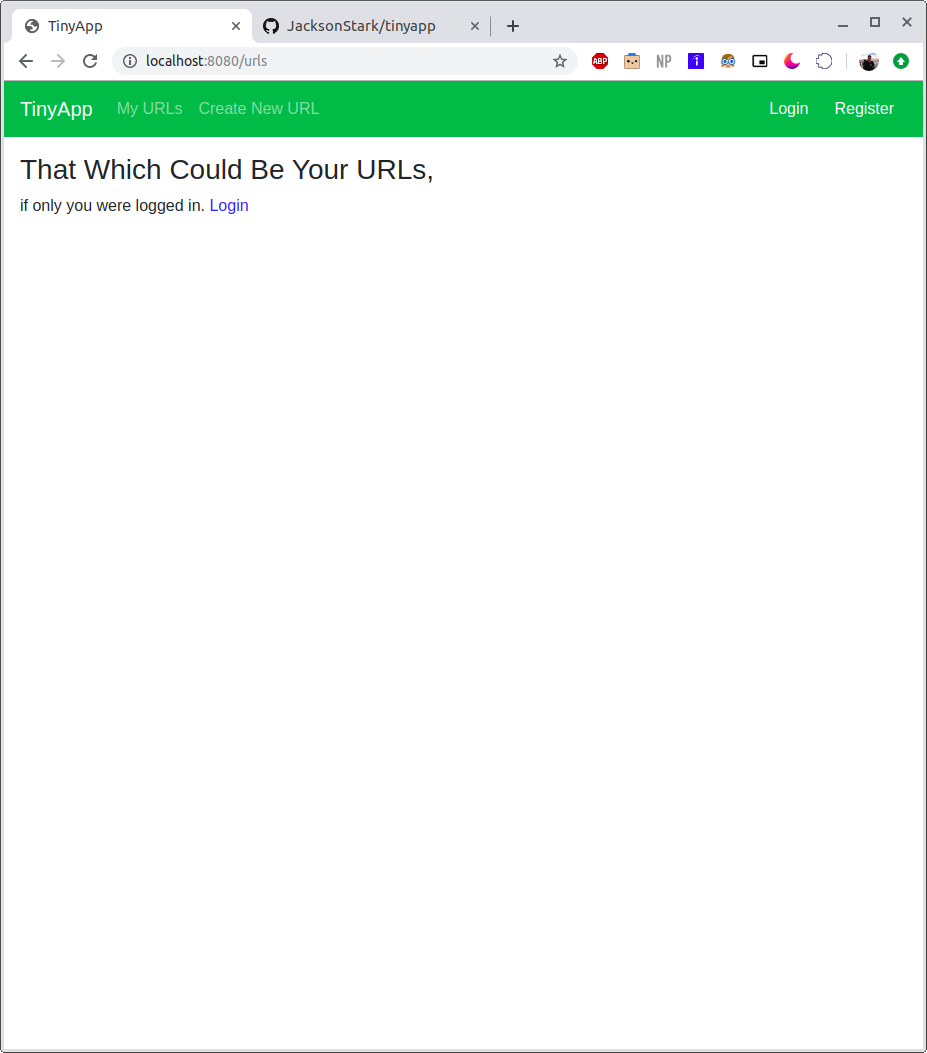 TinyApp
JacksonStark/tinyapp
localhost:8080/urls
ABP
NP
i
TinyApp My URLs Create New URL Login Register
That Which Could Be Your URLs,
if only you were logged in. Login